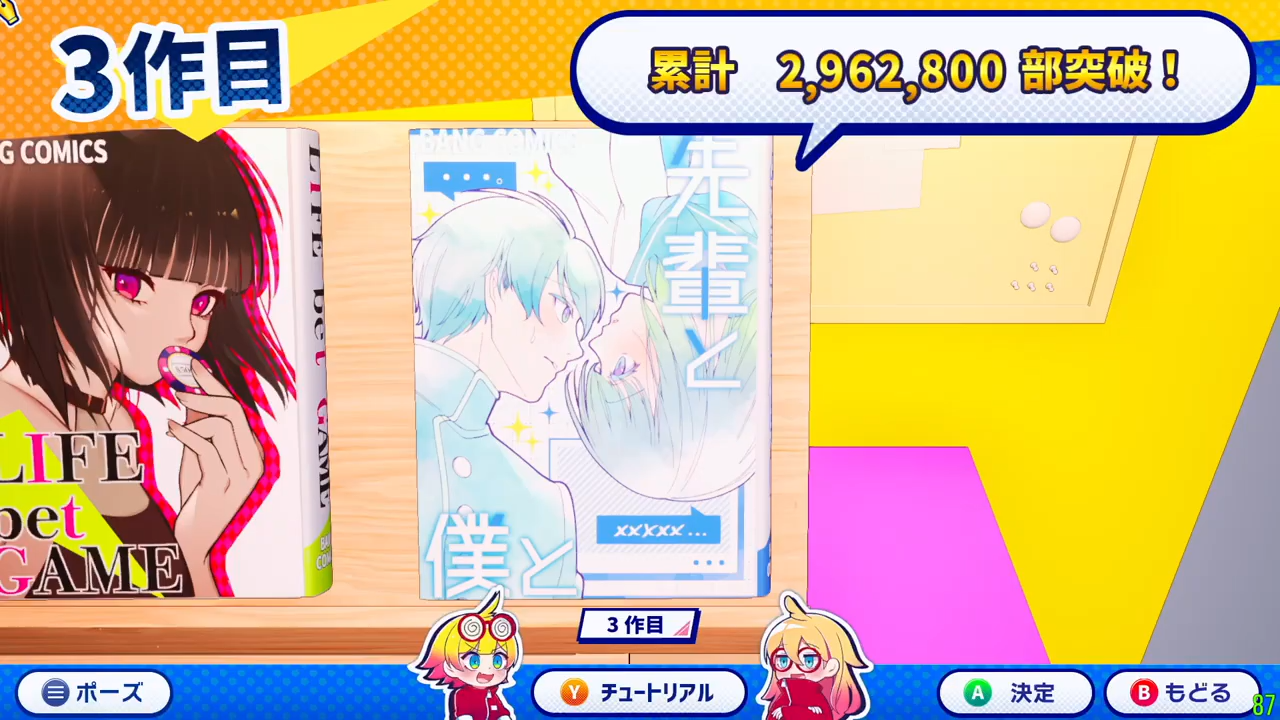 3作目
累計 2,962,800 部突破！
G COMICS
LIFE bet GAME
LIFE
bet
GAME
BANG COMICS
・・・。
先輩と
僕と
xxxxx...
・・・
3作目
ポーズ
Y チュートリアル
A 決定
B もどる
87